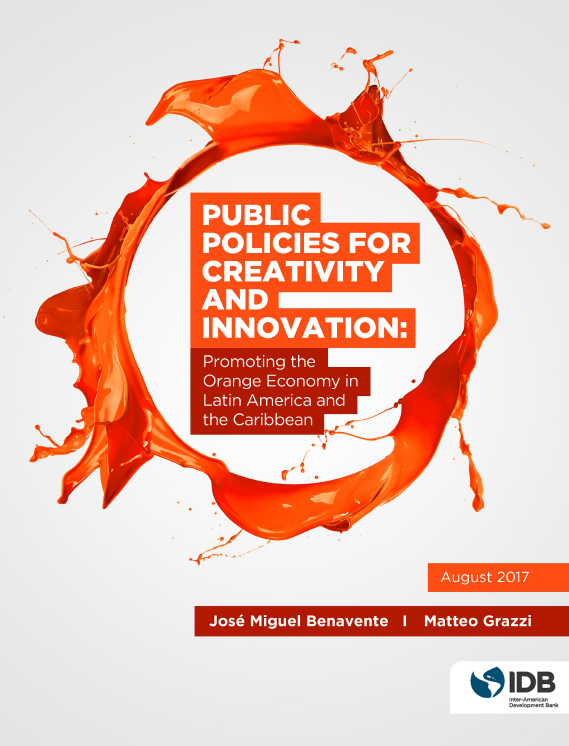 PUBLIC
POLICIES FOR
CREATIVITY
AND
INNOVATION:
Promoting the
Orange Economy in
Latin America and
the Caribbean
August 2017
José Miguel Benavente I Matteo Grazzi
IDB
Inter-American
Development Bank